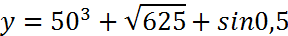 y = 50³ + √625 + sin0,5